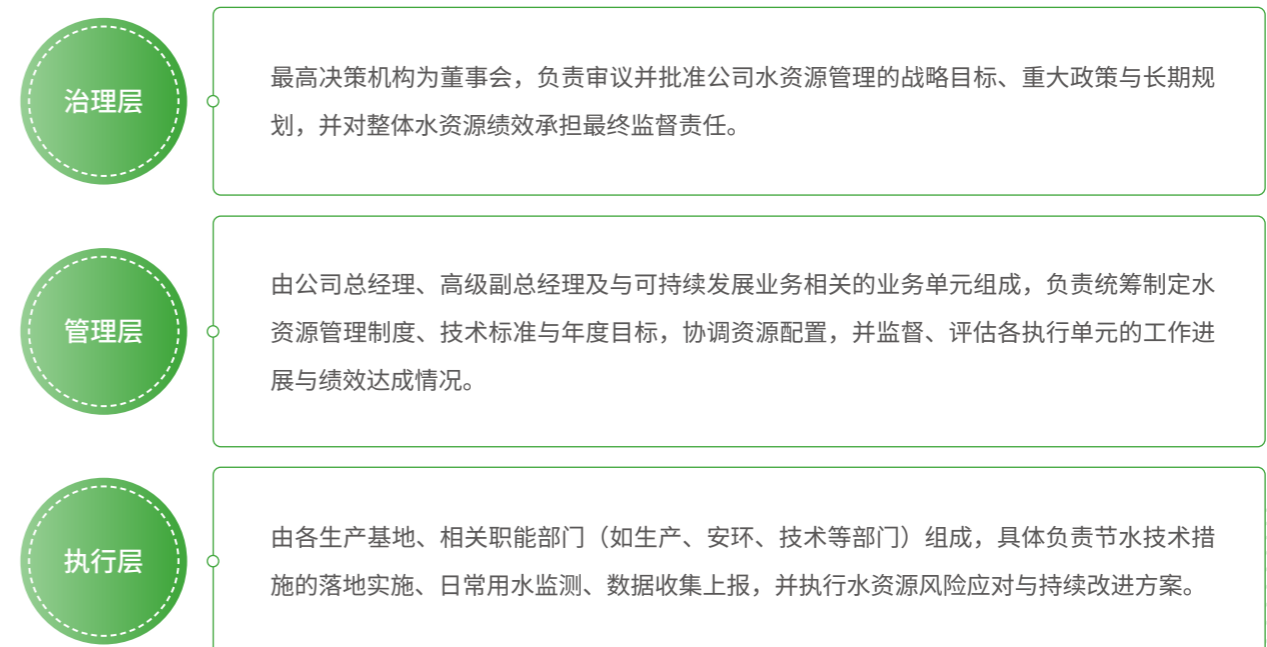 治理层
最高决策机构为董事会，负责审议并批准公司水资源管理的战略目标、重大政策与长期规
划，并对整体水资源绩效承担最终监督责任。
管理层
由公司总经理、高级副总经理及与可持续发展业务相关的业务单元组成，负责统筹制定水
资源管理制度、技术标准与年度目标，协调资源配置，并监督、评估各执行单元的工作进
展与绩效达成情况。
执行层
由各生产基地、相关职能部门（如生产、安环、技术等部门）组成，具体负责节水技术措
施的落地实施、日常用水监测、数据收集上报，并执行水资源风险应对与持续改进方案。